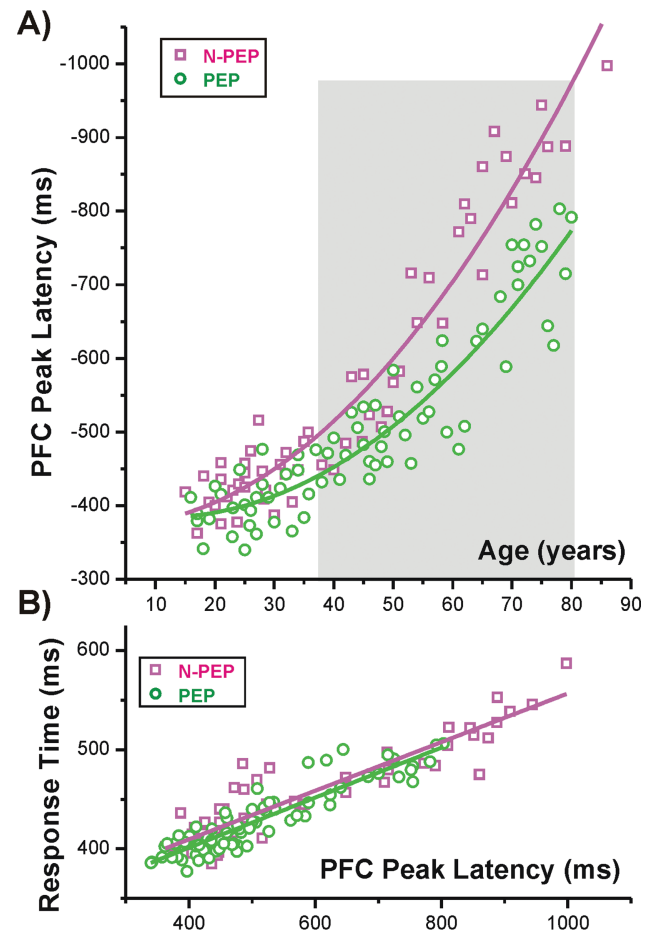 A)
N-PEP
PEP
PFC Peak Latency (ms)
-1000
-900
-800
-700
-600
-500
-400
-300
Age (years)
10 20 30 40 50 60 70 80 90
B)
N-PEP
PEP
Response Time (ms)
600
500
400
PFC Peak Latency (ms)
400 600 800 1000